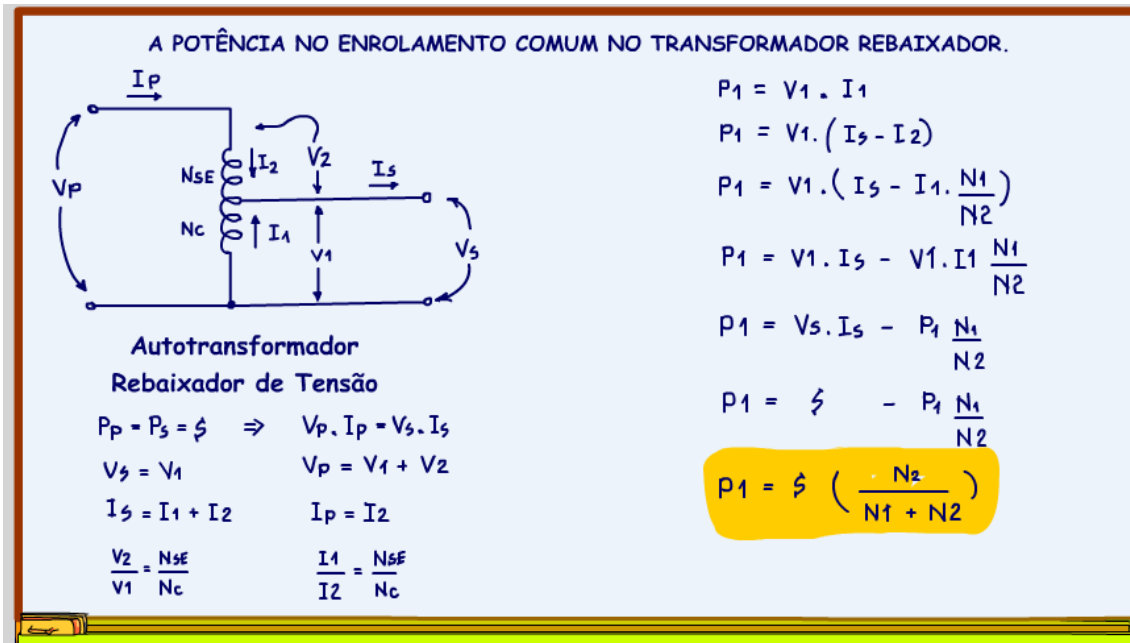 A POTÊNCIA NO ENROLAMENTO COMUM NO TRANSFORMADOR REBAIXADOR.
Ip
Vp
NSE
I2
V2
Is
Nc
I1
V1
Vs
Autotransformador
Rebaixador de Tensão
Pp = Ps = $ ⇒ Vp. Ip = Vs. Is
Vs = V1 Vp = V1 + V2
Is = I1 + I2 Ip = I2
V2/V1 = NSE/Nc I1/I2 = NSE/Nc
P1 = V1 . I1
P1 = V1. ( Is - I2 )
P1 = V1 . ( Is - I1. N1/N2 )
P1 = V1. Is - V1. I1 N1/N2
P1 = Vs. Is - P1 N1/N2
P1 = $ - P1 N1/N2
P1 = $ ( N2/N1 + N2 )